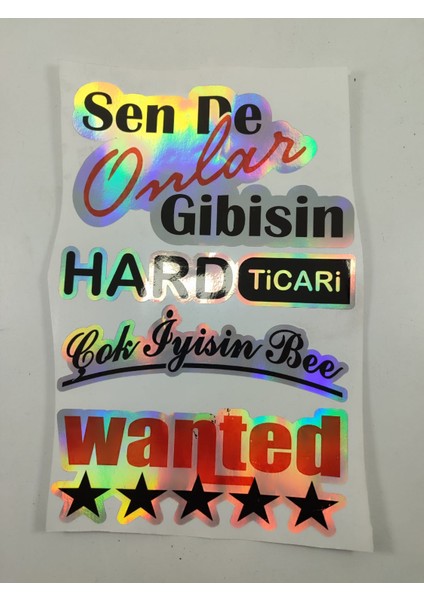 Sen De
Onlar
Gibisin
HARD TiCARi
Çok İyisin Bee
wanted